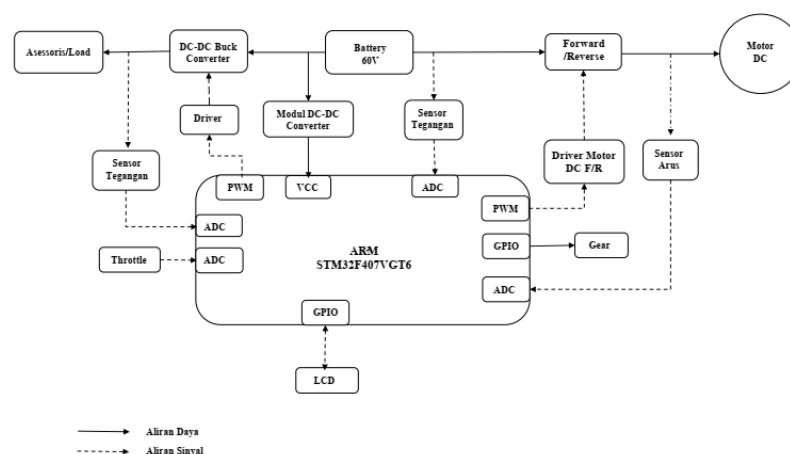 Asessoris/Load
DC-DC Buck
Converter
Battery
60V
Forward
/Reverse
Motor
DC
Driver
Modul DC-DC
Converter
Sensor
Tegangan
Sensor
Tegangan
Driver Motor
DC F/R
Sensor
Arus
PWM
VCC
ADC
PWM
ADC
ARM
STM32F407VGT6
GPIO
Gear
Throttle
ADC
ADC
GPIO
LCD
Aliran Daya
Aliran Sinyal